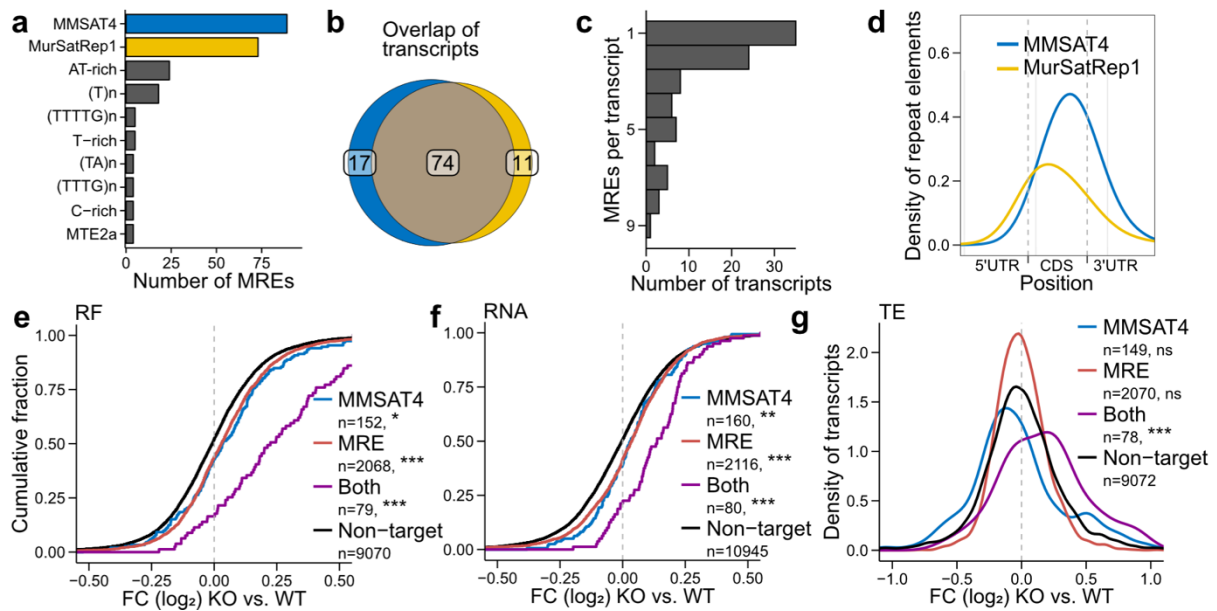 a
MMSAT4
MurSatRep1
AT-rich
(T)n
(TTTTG)n
T-rich
(TA)n
(TTTG)n
C-rich
MTE2a
0
25
50
75
Number of MREs
b
Overlap of
transcripts
17
74
11
c
MREs per transcript
1
5
9
0
10
20
30
Number of transcripts
d
Density of repeat elements
0.6
0.4
0.2
0.0
MMSAT4
MurSatRep1
5'UTR
CDS
3'UTR
Position
e
RF
Cumulative fraction
1.00
0.75
0.50
0.25
0.00
MMSAT4
n=152, *
MRE
n=2068, ***
Both
n=79, ***
Non-target
n=9070
−0.50
−0.25
0.00
0.25
0.50
FC (log₂) KO vs. WT
f
RNA
1.00
0.75
0.50
0.25
0.00
MMSAT4
n=160, **
MRE
n=2116, ***
Both
n=80, ***
Non-target
n=10945
−0.50
−0.25
0.00
0.25
0.50
FC (log₂) KO vs. WT
g
TE
Density of transcripts
2.0
1.5
1.0
0.5
0.0
MMSAT4
n=149, ns
MRE
n=2070, ns
Both
n=78, ***
Non-target
n=9072
−1.0
−0.5
0.0
0.5
1.0
FC (log₂) KO vs. WT